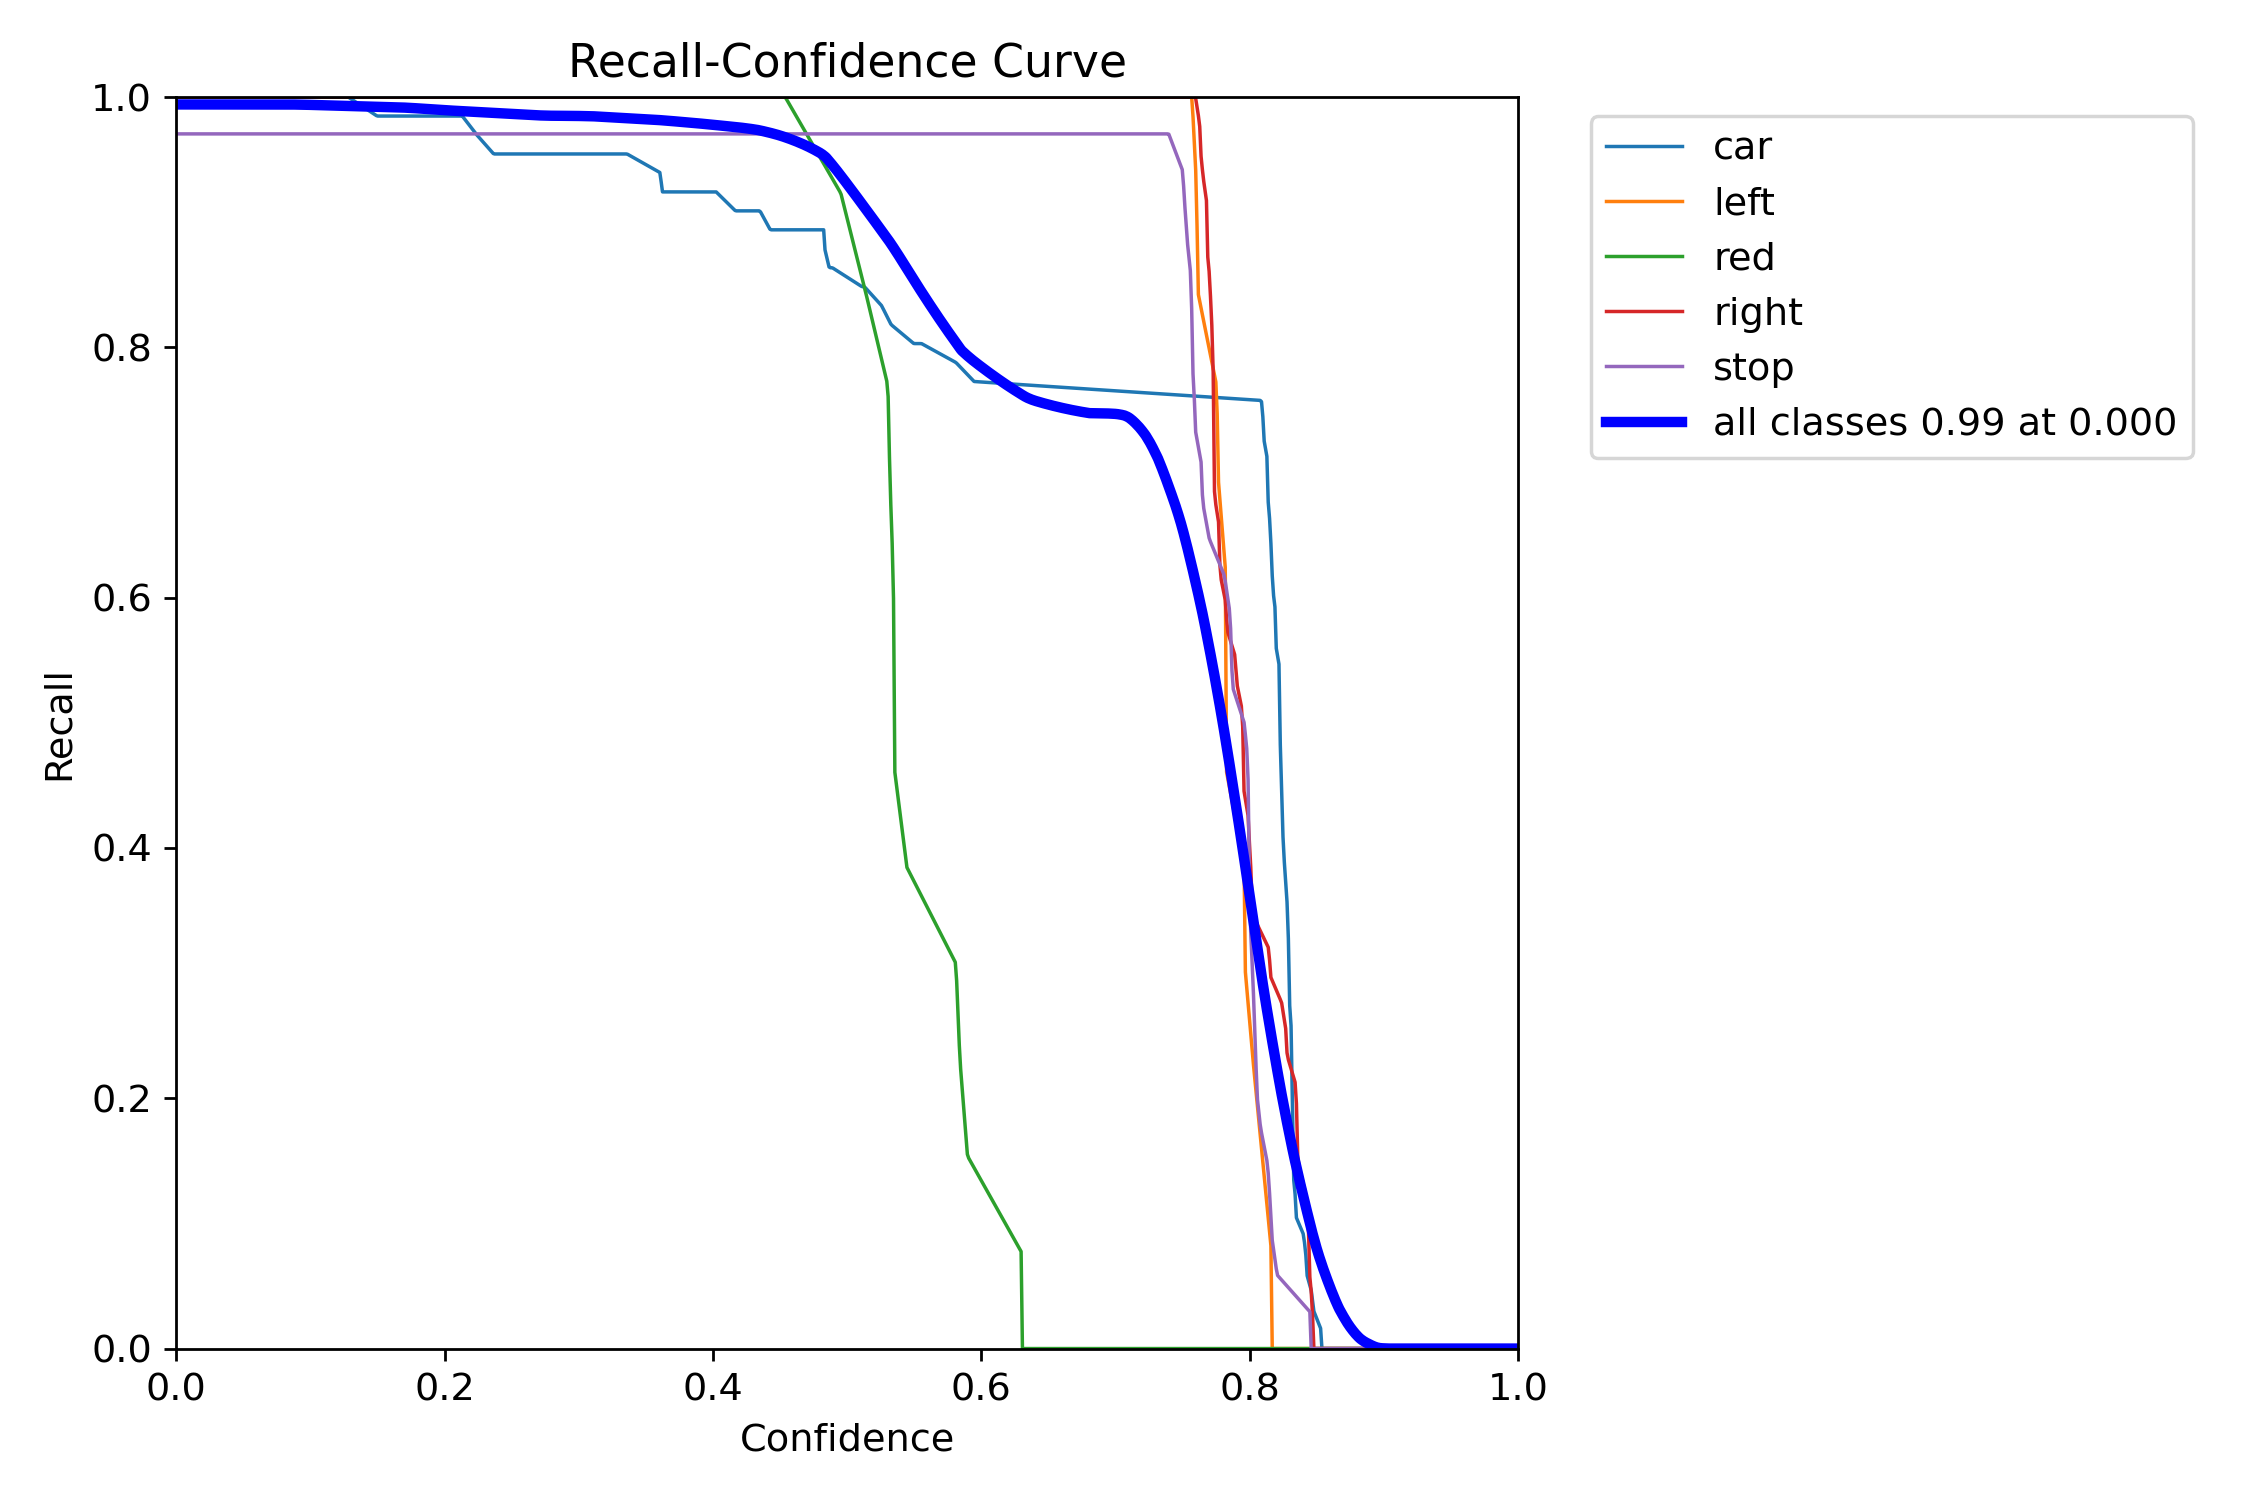 Recall-Confidence Curve
1.0
0.8
0.6
0.4
0.2
0.0
Recall
0.0 0.2 0.4 0.6 0.8 1.0
Confidence
car
left
red
right
stop
all classes 0.99 at 0.000